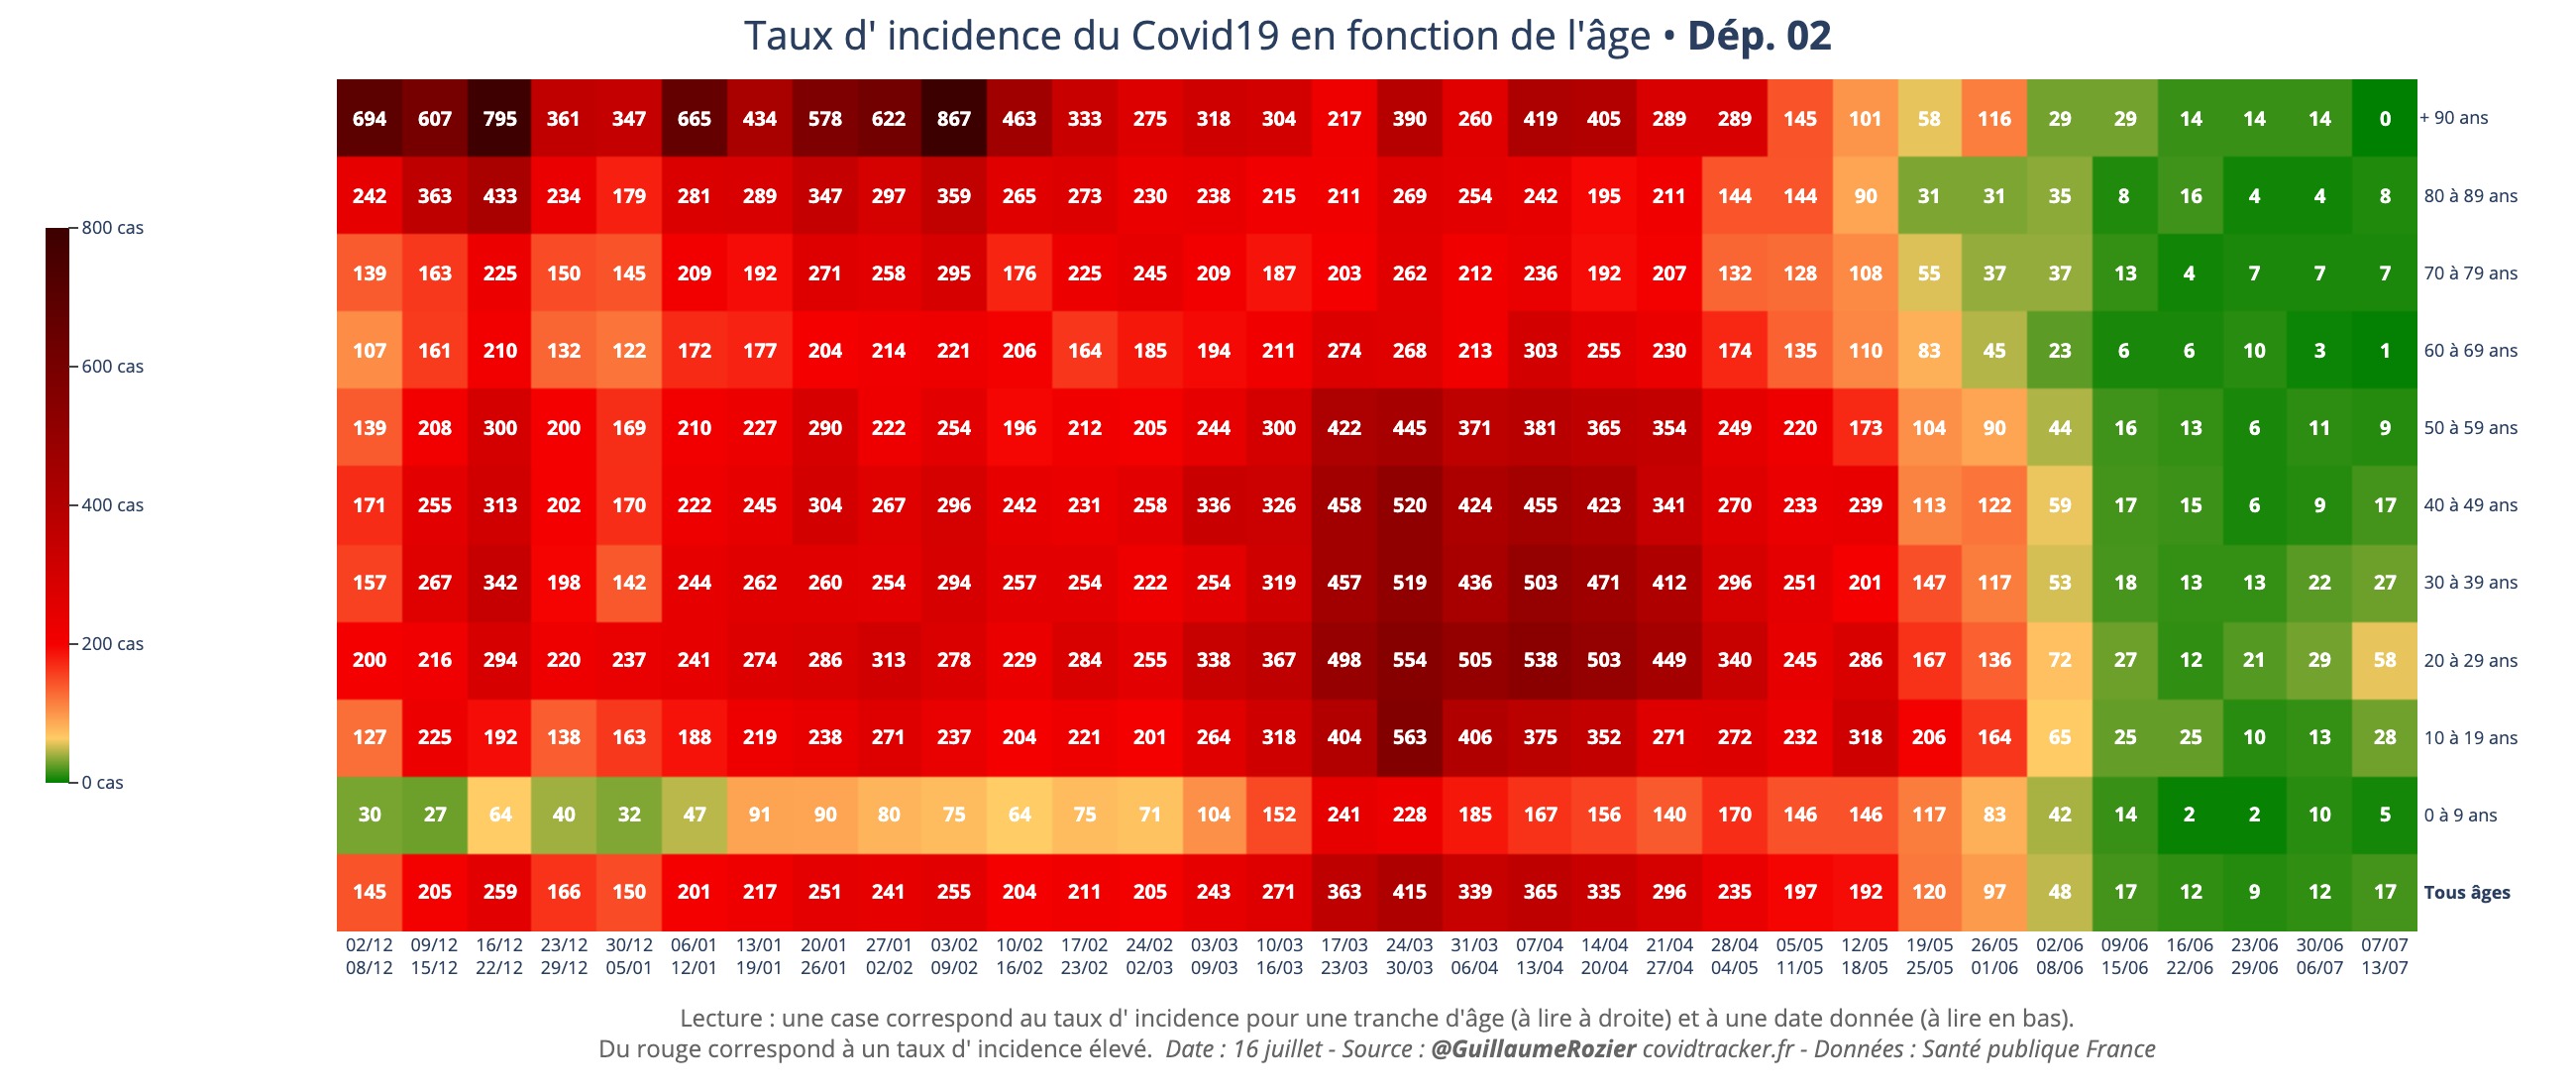 Taux d' incidence du Covid19 en fonction de l'âge • Dép. 02
694 607 795 361 347 665 434 578 622 867 463 333 275 318 304 217 390 260 419 405 289 289 145 101 58 116 29 29 14 14 14 0 + 90 ans
242 363 433 234 179 281 289 347 297 359 265 273 230 238 215 211 269 254 242 195 211 144 144 90 31 31 35 8 16 4 4 8 80 à 89 ans
800 cas
139 163 225 150 145 209 192 271 258 295 176 225 245 209 187 203 262 212 236 192 207 132 128 108 55 37 37 13 4 7 7 7 70 à 79 ans
107 161 210 132 122 172 177 204 214 221 206 164 185 194 211 274 268 213 303 255 230 174 135 110 83 45 23 6 6 10 3 1 60 à 69 ans
600 cas
139 208 300 200 169 210 227 290 222 254 196 212 205 244 300 422 445 371 381 365 354 249 220 173 104 90 44 16 13 6 11 9 50 à 59 ans
400 cas
171 255 313 202 170 222 245 304 267 296 242 231 258 336 326 458 520 424 455 423 341 270 233 239 113 122 59 17 15 6 9 17 40 à 49 ans
157 267 342 198 142 244 262 260 254 294 257 254 222 254 319 457 519 436 503 471 412 296 251 201 147 117 53 18 13 13 22 27 30 à 39 ans
200 cas
200 216 294 220 237 241 274 286 313 278 229 284 255 338 367 498 554 505 538 503 449 340 245 286 167 136 72 27 12 21 29 58 20 à 29 ans
127 225 192 138 163 188 219 238 271 237 204 221 201 264 318 404 563 406 375 352 271 272 232 318 206 164 65 25 25 10 13 28 10 à 19 ans
0 cas
30 27 64 40 32 47 91 90 80 75 64 75 71 104 152 241 228 185 167 156 140 170 146 146 117 83 42 14 2 2 10 5 0 à 9 ans
145 205 259 166 150 201 217 251 241 255 204 211 205 243 271 363 415 339 365 335 296 235 197 192 120 97 48 17 12 9 12 17 Tous âges
02/12 09/12 16/12 23/12 30/12 06/01 13/01 20/01 27/01 03/02 10/02 17/02 24/02 03/03 10/03 17/03 24/03 31/03 07/04 14/04 21/04 28/04 05/05 12/05 19/05 26/05 02/06 09/06 16/06 23/06 30/06 07/07
08/12 15/12 22/12 29/12 05/01 12/01 19/01 26/01 02/02 09/02 16/02 23/02 02/03 09/03 16/03 23/03 30/03 06/04 13/04 20/04 27/04 04/05 11/05 18/05 25/05 01/06 08/06 15/06 22/06 29/06 06/07 13/07
Lecture : une case correspond au taux d' incidence pour une tranche d'âge (à lire à droite) et à une date donnée (à lire en bas).
Du rouge correspond à un taux d' incidence élevé. Date : 16 juillet - Source : @GuillaumeRozier covidtracker.fr - Données : Santé publique France